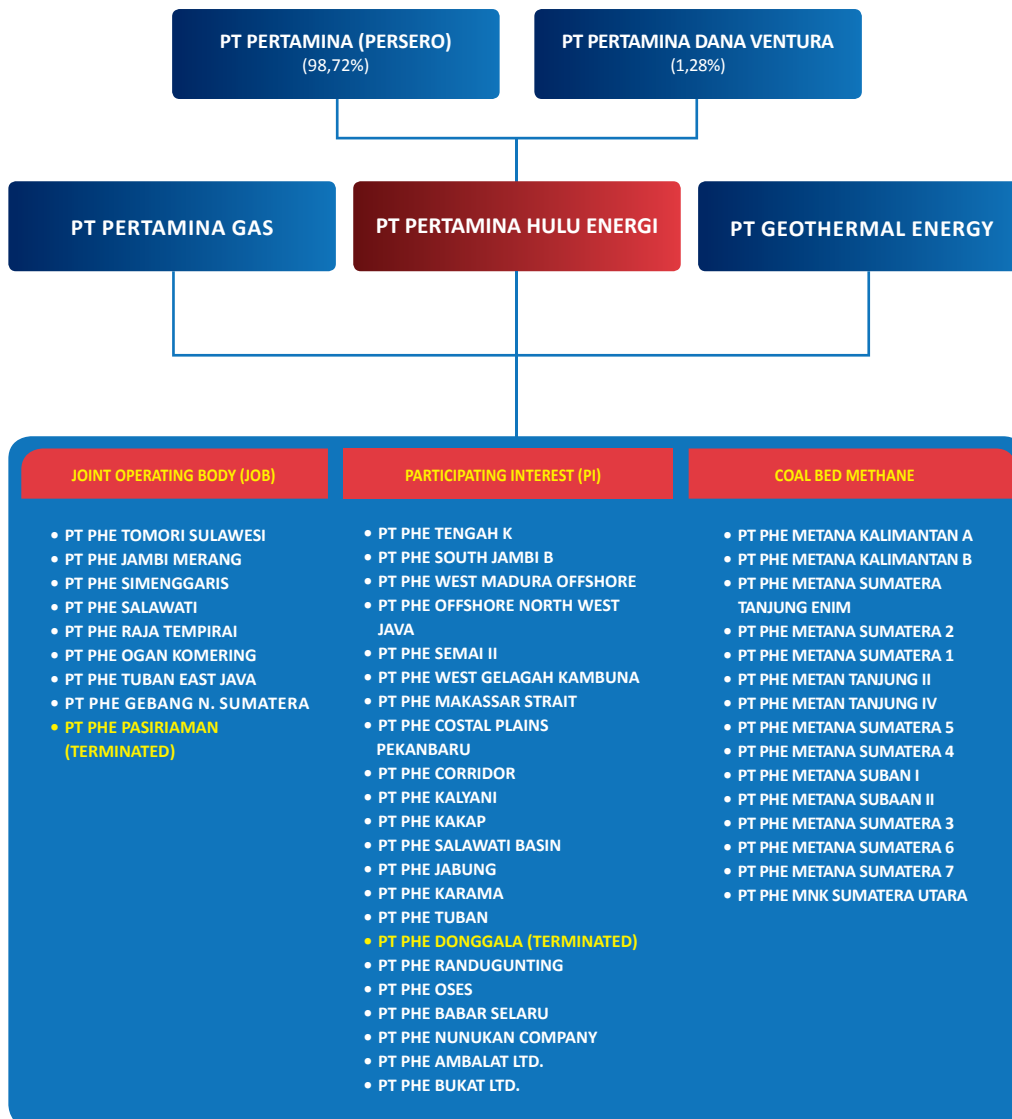 PT PERTAMINA (PERSERO)
(98,72%)
PT PERTAMINA DANA VENTURA
(1,28%)
PT PERTAMINA GAS
PT PERTAMINA HULU ENERGI
PT GEOTHERMAL ENERGY
JOINT OPERATING BODY (JOB)
• PT PHE TOMORI SULAWESI
• PT PHE JAMBI MERANG
• PT PHE SIMENGGARIS
• PT PHE SALAWATI
• PT PHE RAJA TEMPIRAI
• PT PHE OGAN KOMERING
• PT PHE TUBAN EAST JAVA
• PT PHE GEBANG N. SUMATERA
• PT PHE PASIRIAMAN
(TERMINATED)
PARTICIPATING INTEREST (PI)
• PT PHE TENGAH K
• PT PHE SOUTH JAMBI B
• PT PHE WEST MADURA OFFSHORE
• PT PHE OFFSHORE NORTH WEST
JAVA
• PT PHE SEMAI II
• PT PHE WEST GELAGAH KAMBUNA
• PT PHE MAKASSAR STRAIT
• PT PHE COSTAL PLAINS
PEKANBARU
• PT PHE CORRIDOR
• PT PHE KALYANI
• PT PHE KAKAP
• PT PHE SALAWATI BASIN
• PT PHE JABUNG
• PT PHE KARAMA
• PT PHE TUBAN
• PT PHE DONGGALA (TERMINATED)
• PT PHE RANDUGUNTING
• PT PHE OSES
• PT PHE BABAR SELARU
• PT PHE NUNUKAN COMPANY
• PT PHE AMBALAT LTD.
• PT PHE BUKAT LTD.
COAL BED METHANE
• PT PHE METANA KALIMANTAN A
• PT PHE METANA KALIMANTAN B
• PT PHE METANA SUMATERA
TANJUNG ENIM
• PT PHE METANA SUMATERA 2
• PT PHE METANA SUMATERA 1
• PT PHE METAN TANJUNG II
• PT PHE METAN TANJUNG IV
• PT PHE METANA SUMATERA 5
• PT PHE METANA SUMATERA 4
• PT PHE METANA SUBAN I
• PT PHE METANA SUBAAN II
• PT PHE METANA SUMATERA 3
• PT PHE METANA SUMATERA 6
• PT PHE METANA SUMATERA 7
• PT PHE MNK SUMATERA UTARA